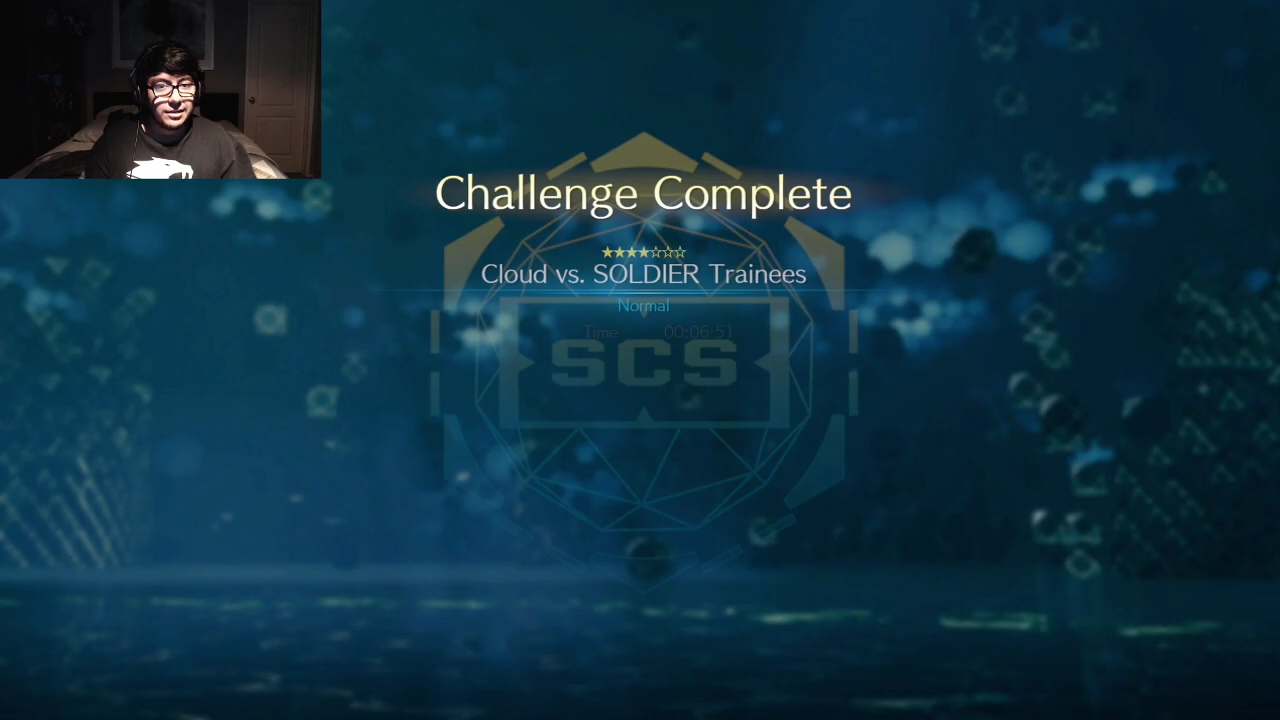 Challenge Complete
★★★★☆☆☆
Cloud vs. SOLDIER Trainees
Normal
Time 00:06:51
SCS